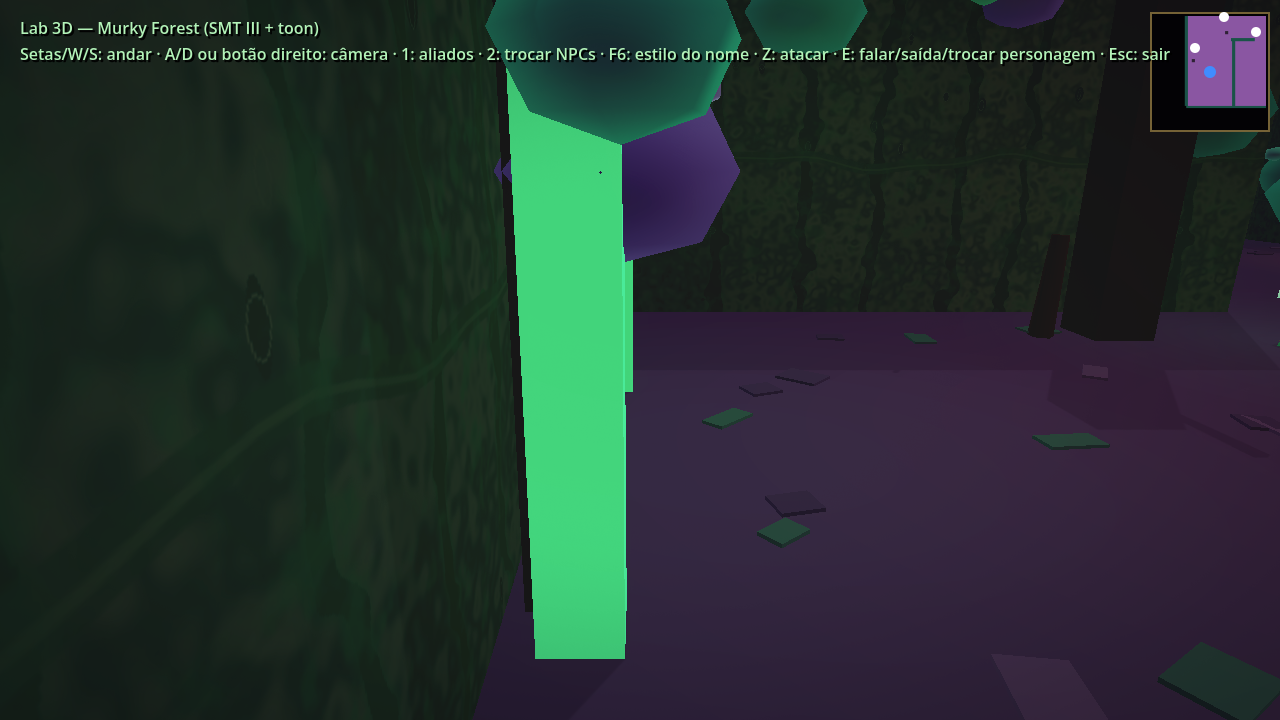 Lab 3D — Murky Forest (SMT III + toon)
Setas/W/S: andar · A/D ou botão direito: câmera · 1: aliados · 2: trocar NPCs · F6: estilo do nome · Z: atacar · E: falar/saída/trocar personagem · Esc: sair